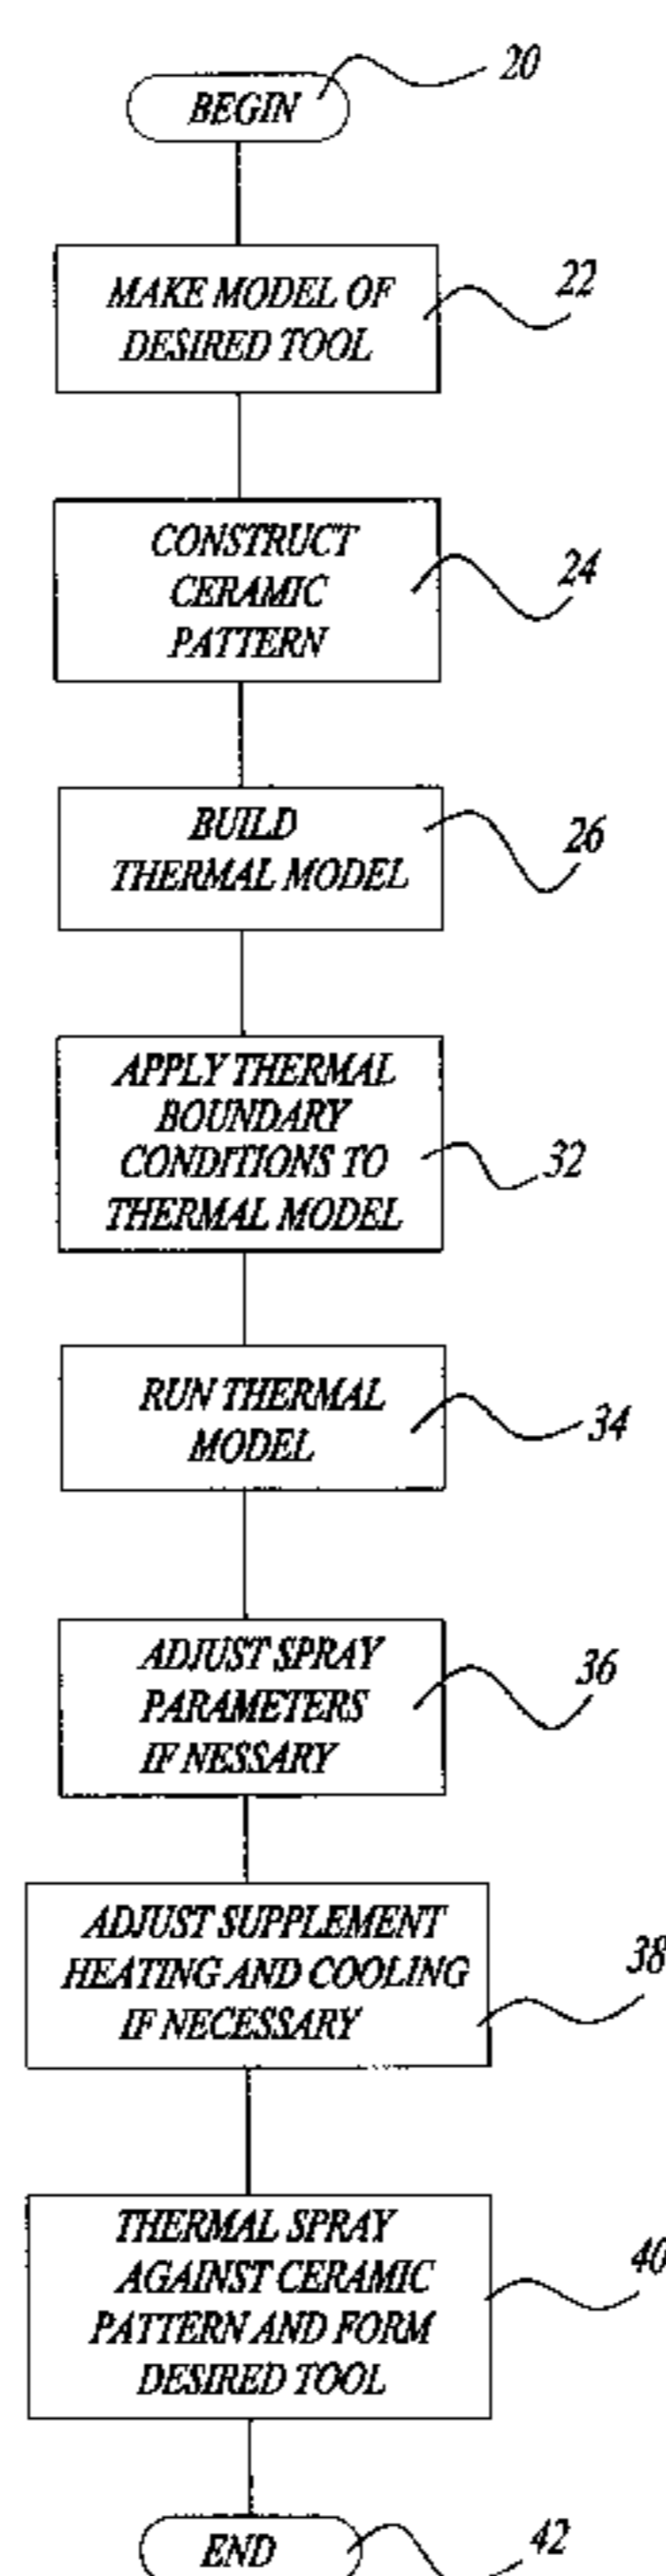 BEGIN
20
MAKE MODEL OF
DESIRED TOOL
22
CONSTRUCT
CERAMIC
PATTERN
24
BUILD
THERMAL MODEL
26
APPLY THERMAL
BOUNDARY
CONDITIONS TO
THERMAL MODEL
32
RUN THERMAL
MODEL
34
ADJUST SPRAY
PARAMETERS
IF NESSARY
36
ADJUST SUPPLEMENT
HEATING AND COOLING
IF NECESSARY
38
THERMAL SPRAY
AGAINST CERAMIC
PATTERN AND FORM
DESIRED TOOL
40
END
42